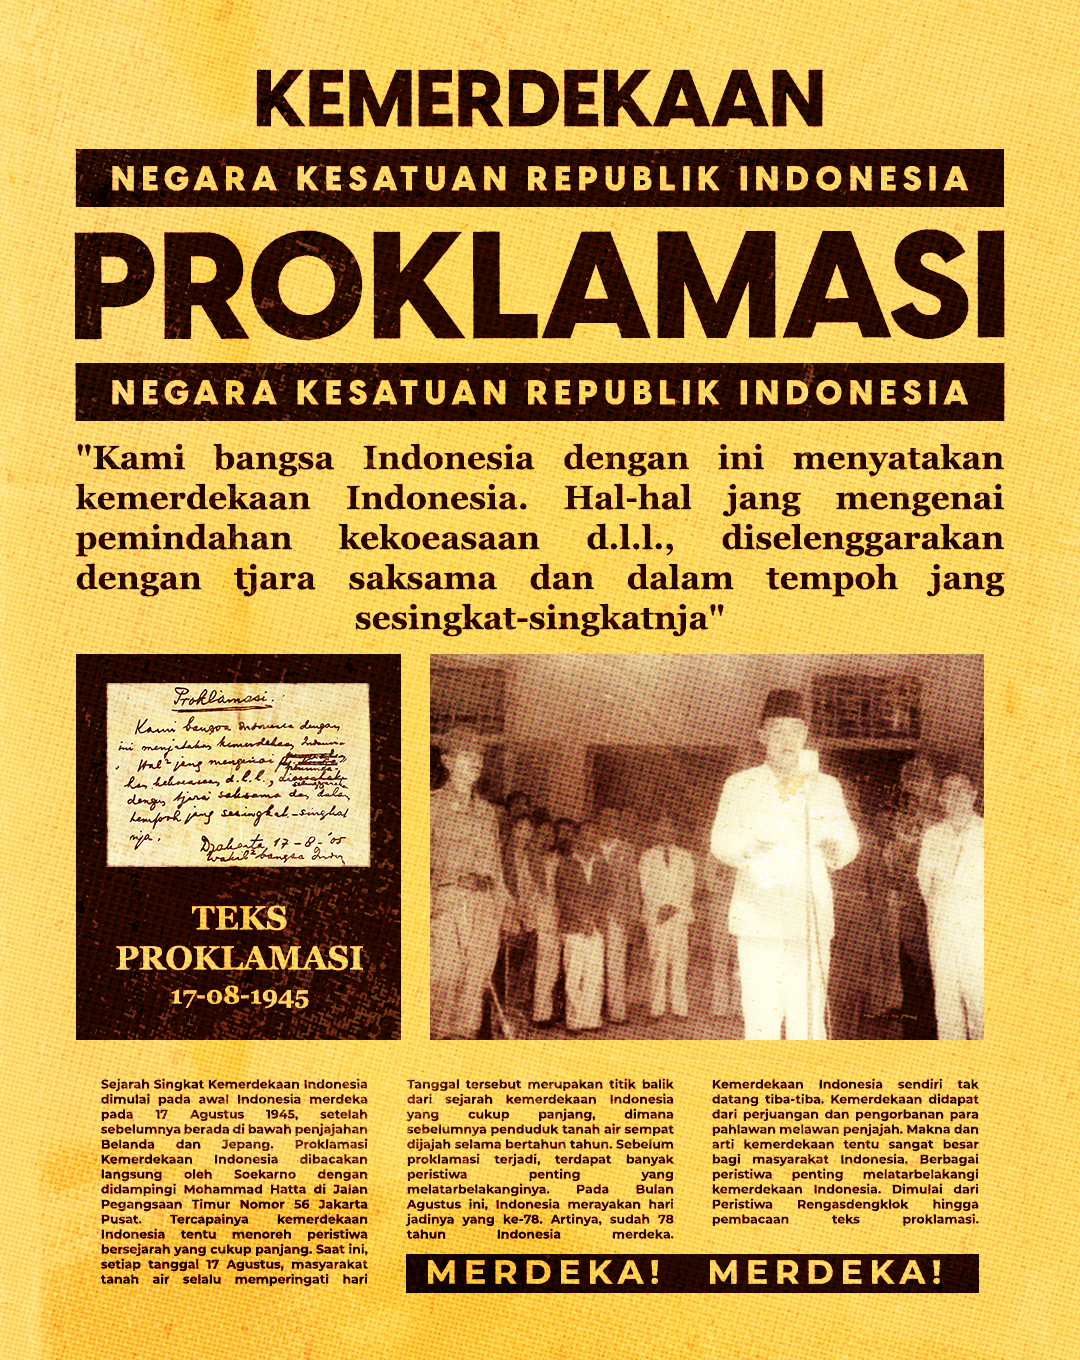 KEMERDEKAAN
NEGARA KESATUAN REPUBLIK INDONESIA
PROKLAMASI
NEGARA KESATUAN REPUBLIK INDONESIA
"Kami bangsa Indonesia dengan ini menyatakan
kemerdekaan Indonesia. Hal-hal jang mengenai
pemindahan kekoeasaan d.l.l., diselenggarakan
dengan tjara saksama dan dalam tempoh jang
sesingkat-singkatnja"
Proklamasi.
Kami bangsa Indonesia dengan
ini menjatakan kemerdekaan
Hal² jang mengenai
d.l.l.,
dengan tjara saksama dan dalam
tempoh jang sesingkat-singkat
nja.
Djakarta, 17-8-'05
Wakil² bangsa
TEKS
PROKLAMASI
17-08-1945
Sejarah Singkat Kemerdekaan Indonesia
dimulai pada awal Indonesia merdeka
pada 17 Agustus 1945, setelah
sebelumnya berada di bawah penjajahan
Belanda dan Jepang. Proklamasi
Kemerdekaan Indonesia dibacakan
langsung oleh Soekarno dengan
didampingi Mohammad Hatta di Jalan
Pegangsaan Timur Nomor 56 Jakarta
Pusat. Tercapainya kemerdekaan
Indonesia tentu menoreh peristiwa
bersejarah yang cukup panjang. Saat ini,
setiap tanggal 17 Agustus, masyarakat
tanah air selalu memperingati hari
Tanggal tersebut merupakan titik balik
dari sejarah kemerdekaan Indonesia
yang cukup panjang, dimana
sebelumnya penduduk tanah air sempat
dijajah selama bertahun tahun. Sebelum
proklamasi terjadi, terdapat banyak
peristiwa penting yang
melatarbelakanginya. Pada Bulan
Agustus ini, Indonesia merayakan hari
jadinya yang ke-78. Artinya, sudah 78
tahun Indonesia merdeka.
Kemerdekaan Indonesia sendiri tak
datang tiba-tiba. Kemerdekaan didapat
dari perjuangan dan pengorbanan para
pahlawan melawan penjajah. Makna dan
arti kemerdekaan tentu sangat besar
bagi masyarakat Indonesia. Berbagai
peristiwa penting melatarbelakangi
kemerdekaan Indonesia. Dimulai dari
Peristiwa Rengasdengklok hingga
pembacaan teks proklamasi.
MERDEKA! MERDEKA!